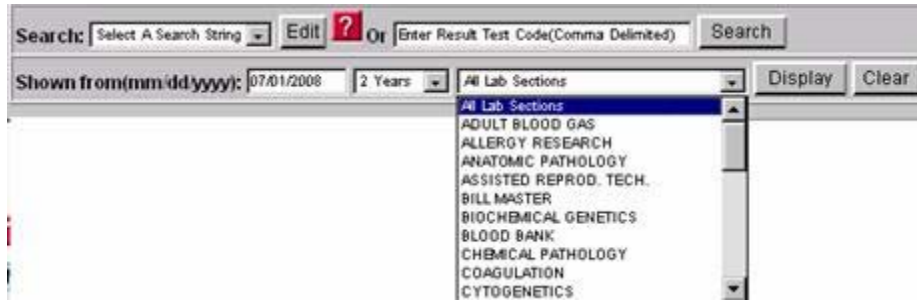 Search: Select A Search String Edit ? Or Enter Result Test Code(Comma Delimited) Search
Shown from(mm/dd/yyyy): 07/01/2008 2 Years All Lab Sections Display Clear
All Lab Sections
ADULT BLOOD GAS
ALLERGY RESEARCH
ANATOMIC PATHOLOGY
ASSISTED REPROD. TECH.
BILL MASTER
BIOCHEMICAL GENETICS
BLOOD BANK
CHEMICAL PATHOLOGY
COAGULATION
CYTOGENETICS